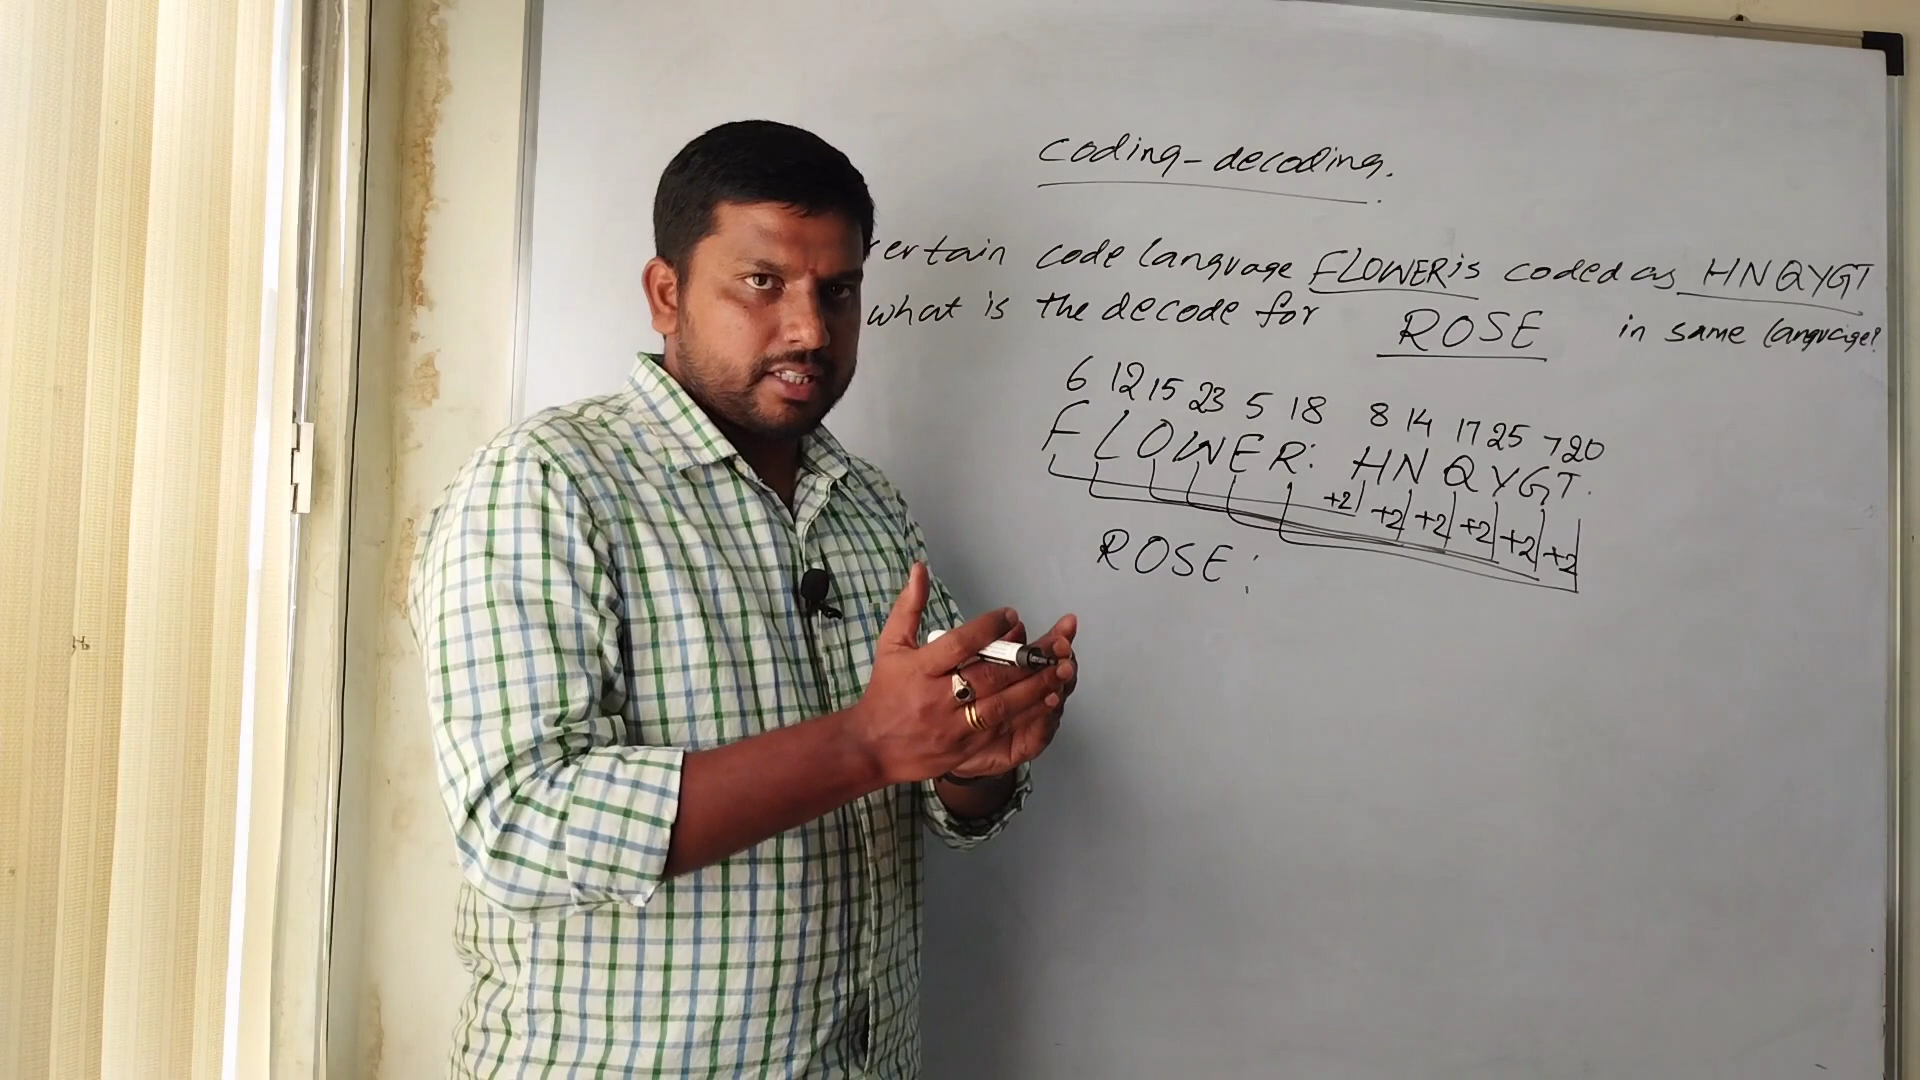 coding-decoding.
certain code language FLOWER is coded as HNQYGT
what is the decode for ROSE in same language?
6 12 15 23 5 18 8 14 17 25 7 20
FLOWER: HNQYGT.
+2 +2 +2 +2 +2 +2
ROSE: